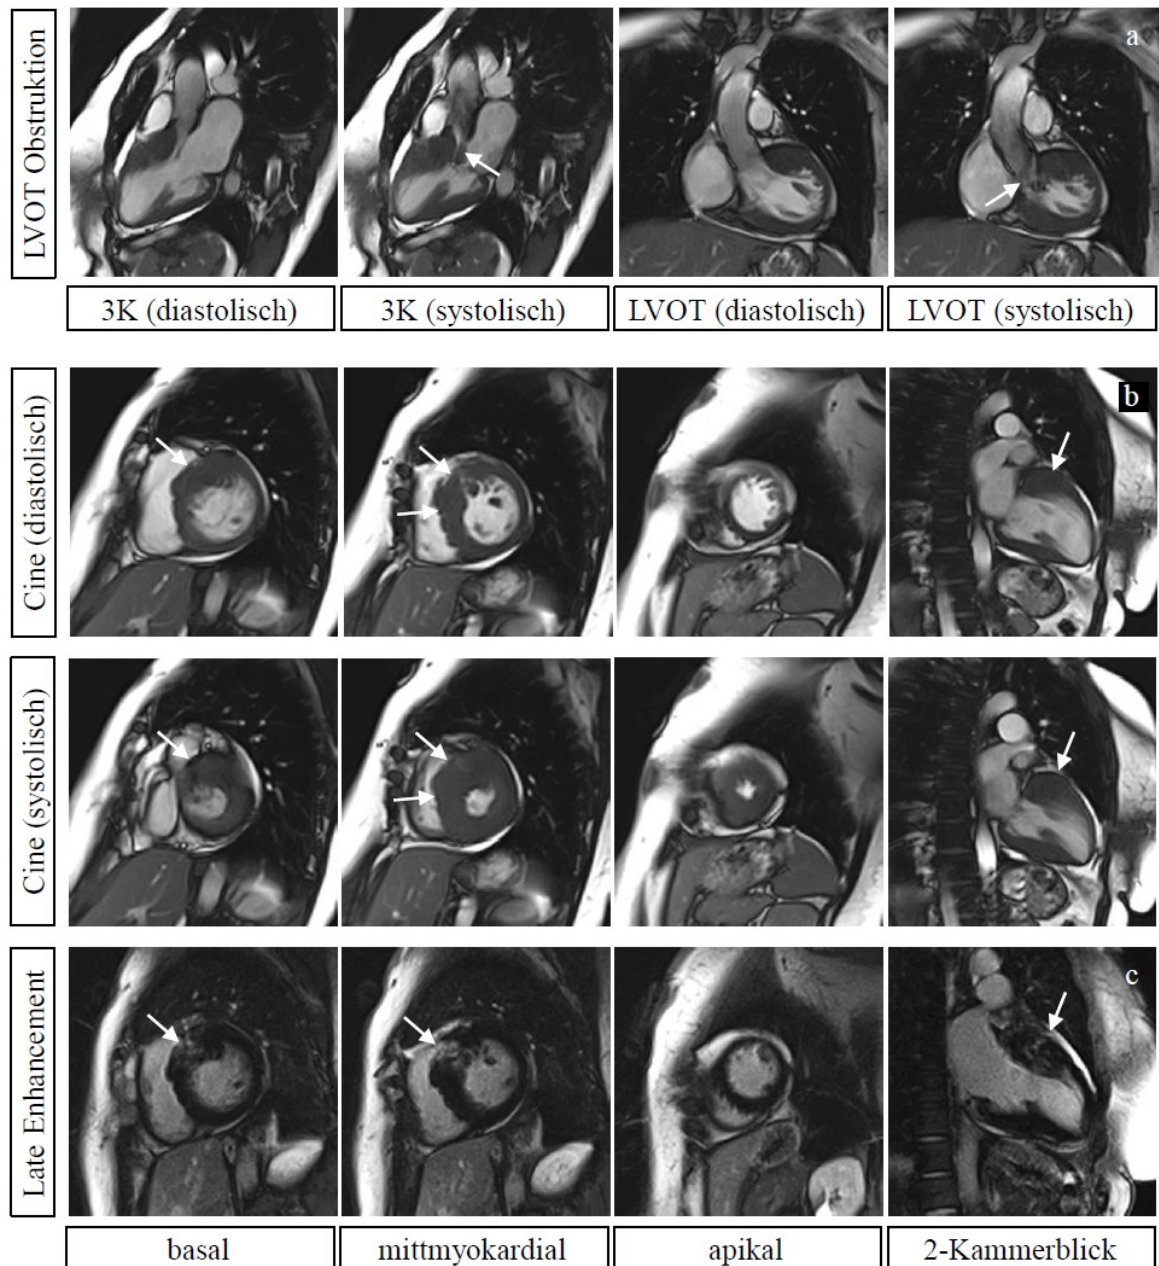 LVOT Obstruktion
a
3K (diastolisch)
3K (systolisch)
LVOT (diastolisch)
LVOT (systolisch)
Cine (diastolisch)
b
Cine (systolisch)
Late Enhancement
c
basal
mittmyokardial
apikal
2-Kammerblick